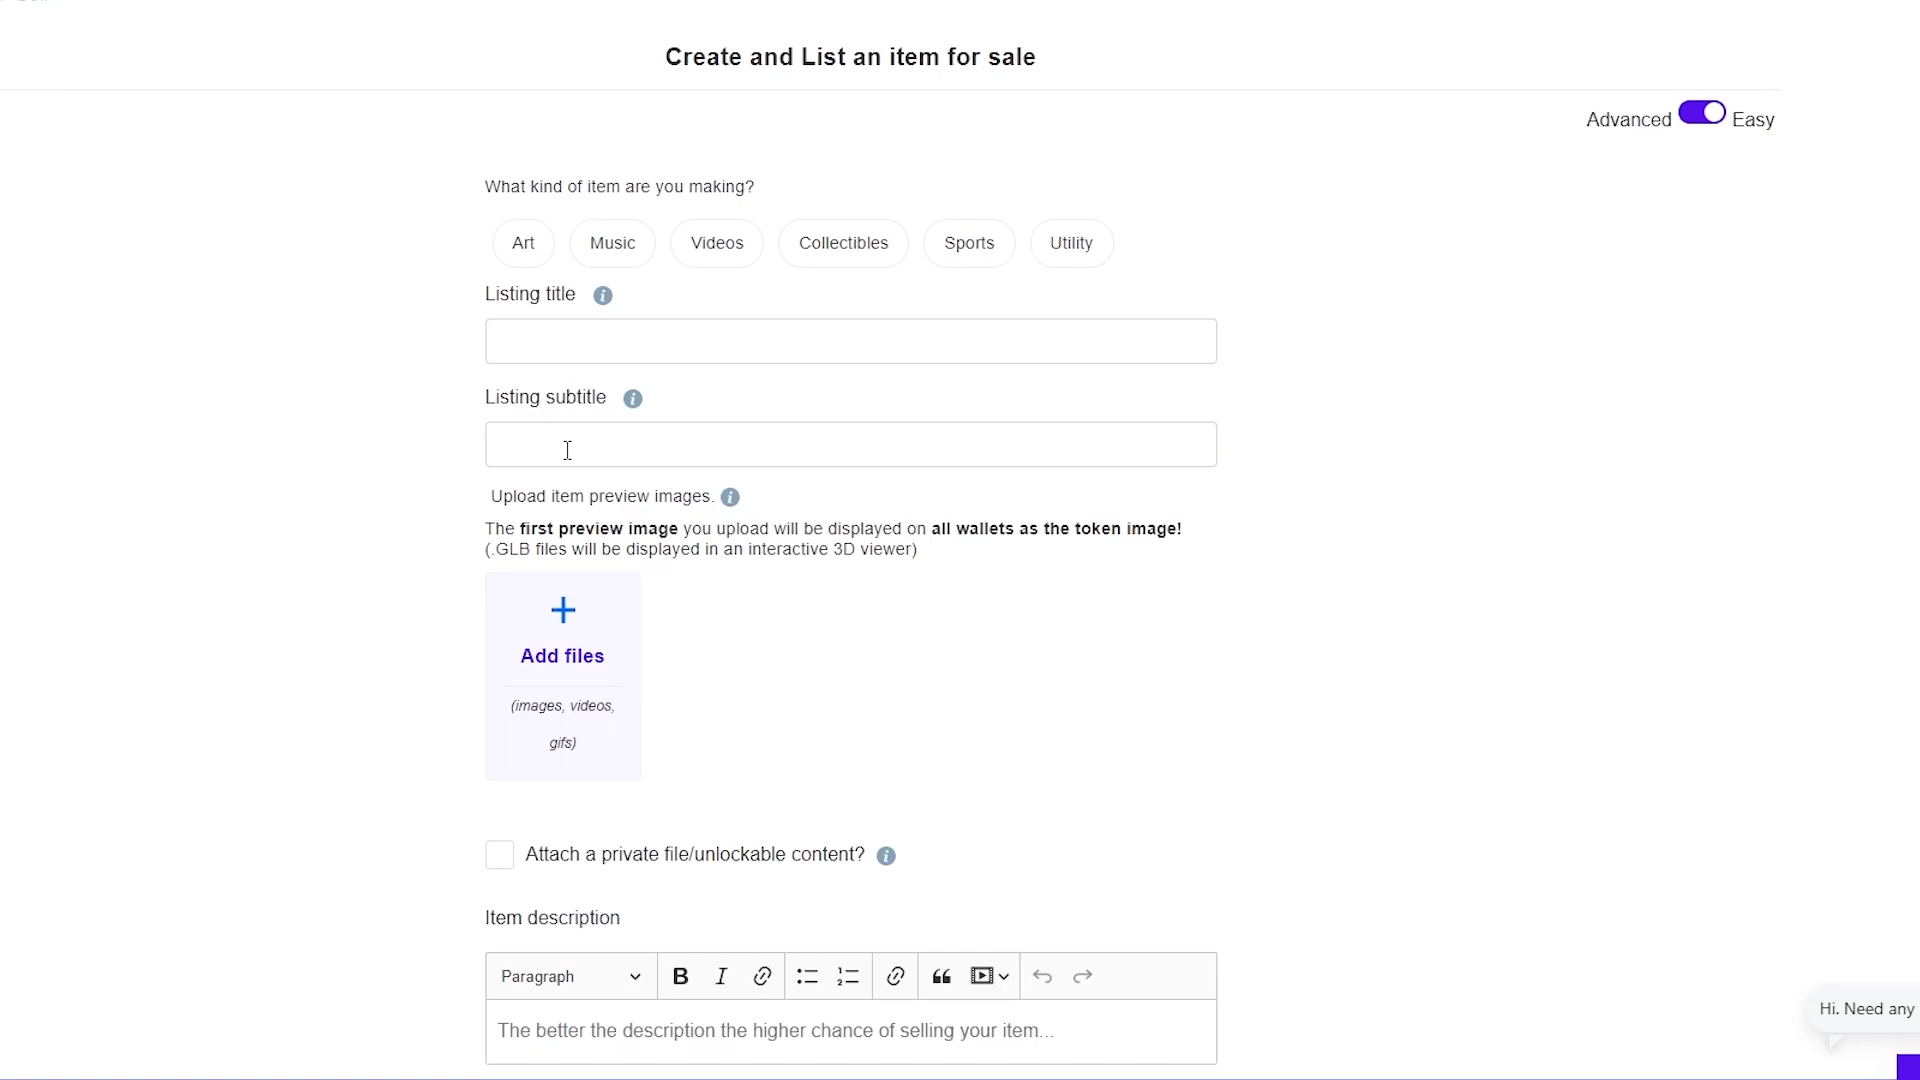 Create and List an item for sale
Advanced Easy
What kind of item are you making?
Art Music Videos Collectibles Sports Utility
Listing title
Listing subtitle
Upload item preview images.
The first preview image you upload will be displayed on all wallets as the token image!
(.GLB files will be displayed in an interactive 3D viewer)
Add files
(images, videos,
gifs)
Attach a private file/unlockable content?
Item description
Paragraph
The better the description the higher chance of selling your item...
Hi. Need any